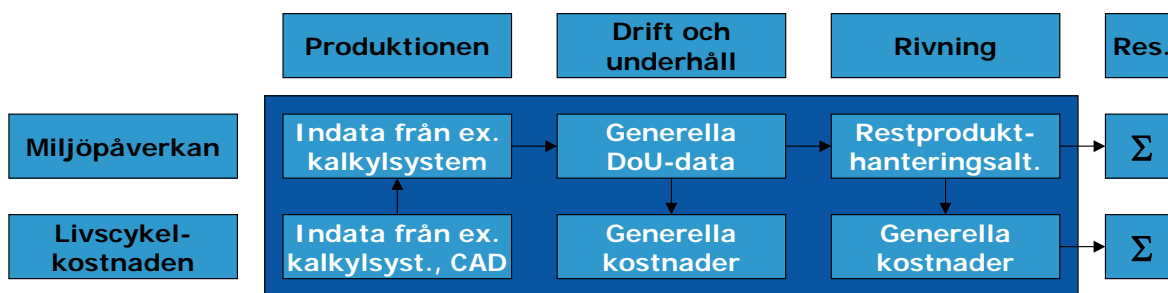 Produktionen
Drift och
underhåll
Rivning
Res.
Miljöpåverkan
Indata från ex.
kalkylsystem
Generella
DoU-data
Restprodukt-
hanteringsalt.
Σ
Livscykel-
kostnaden
Indata från ex.
kalkylsyst., CAD
Generella
kostnader
Generella
kostnader
Σ